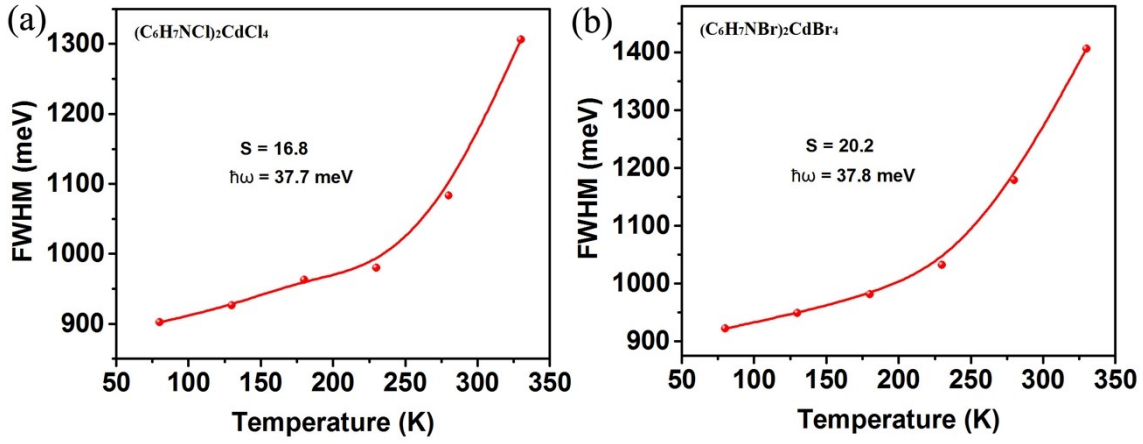 (a)
(C₆H₇NCl)₂CdCl₄
1300
1200
1100
1000
900
FWHM (meV)
S = 16.8
ħω = 37.7 meV
50 100 150 200 250 300 350
Temperature (K)
(b)
(C₆H₇NBr)₂CdBr₄
1400
1300
1200
1100
1000
900
FWHM (meV)
S = 20.2
ħω = 37.8 meV
50 100 150 200 250 300 350
Temperature (K)